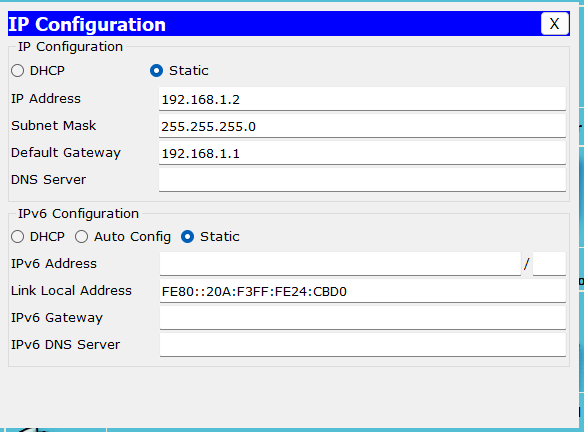 IP Configuration X
IP Configuration
DHCP Static
IP Address 192.168.1.2
Subnet Mask 255.255.255.0
Default Gateway 192.168.1.1
DNS Server
IPv6 Configuration
DHCP Auto Config Static
IPv6 Address /
Link Local Address FE80::20A:F3FF:FE24:CBD0
IPv6 Gateway
IPv6 DNS Server